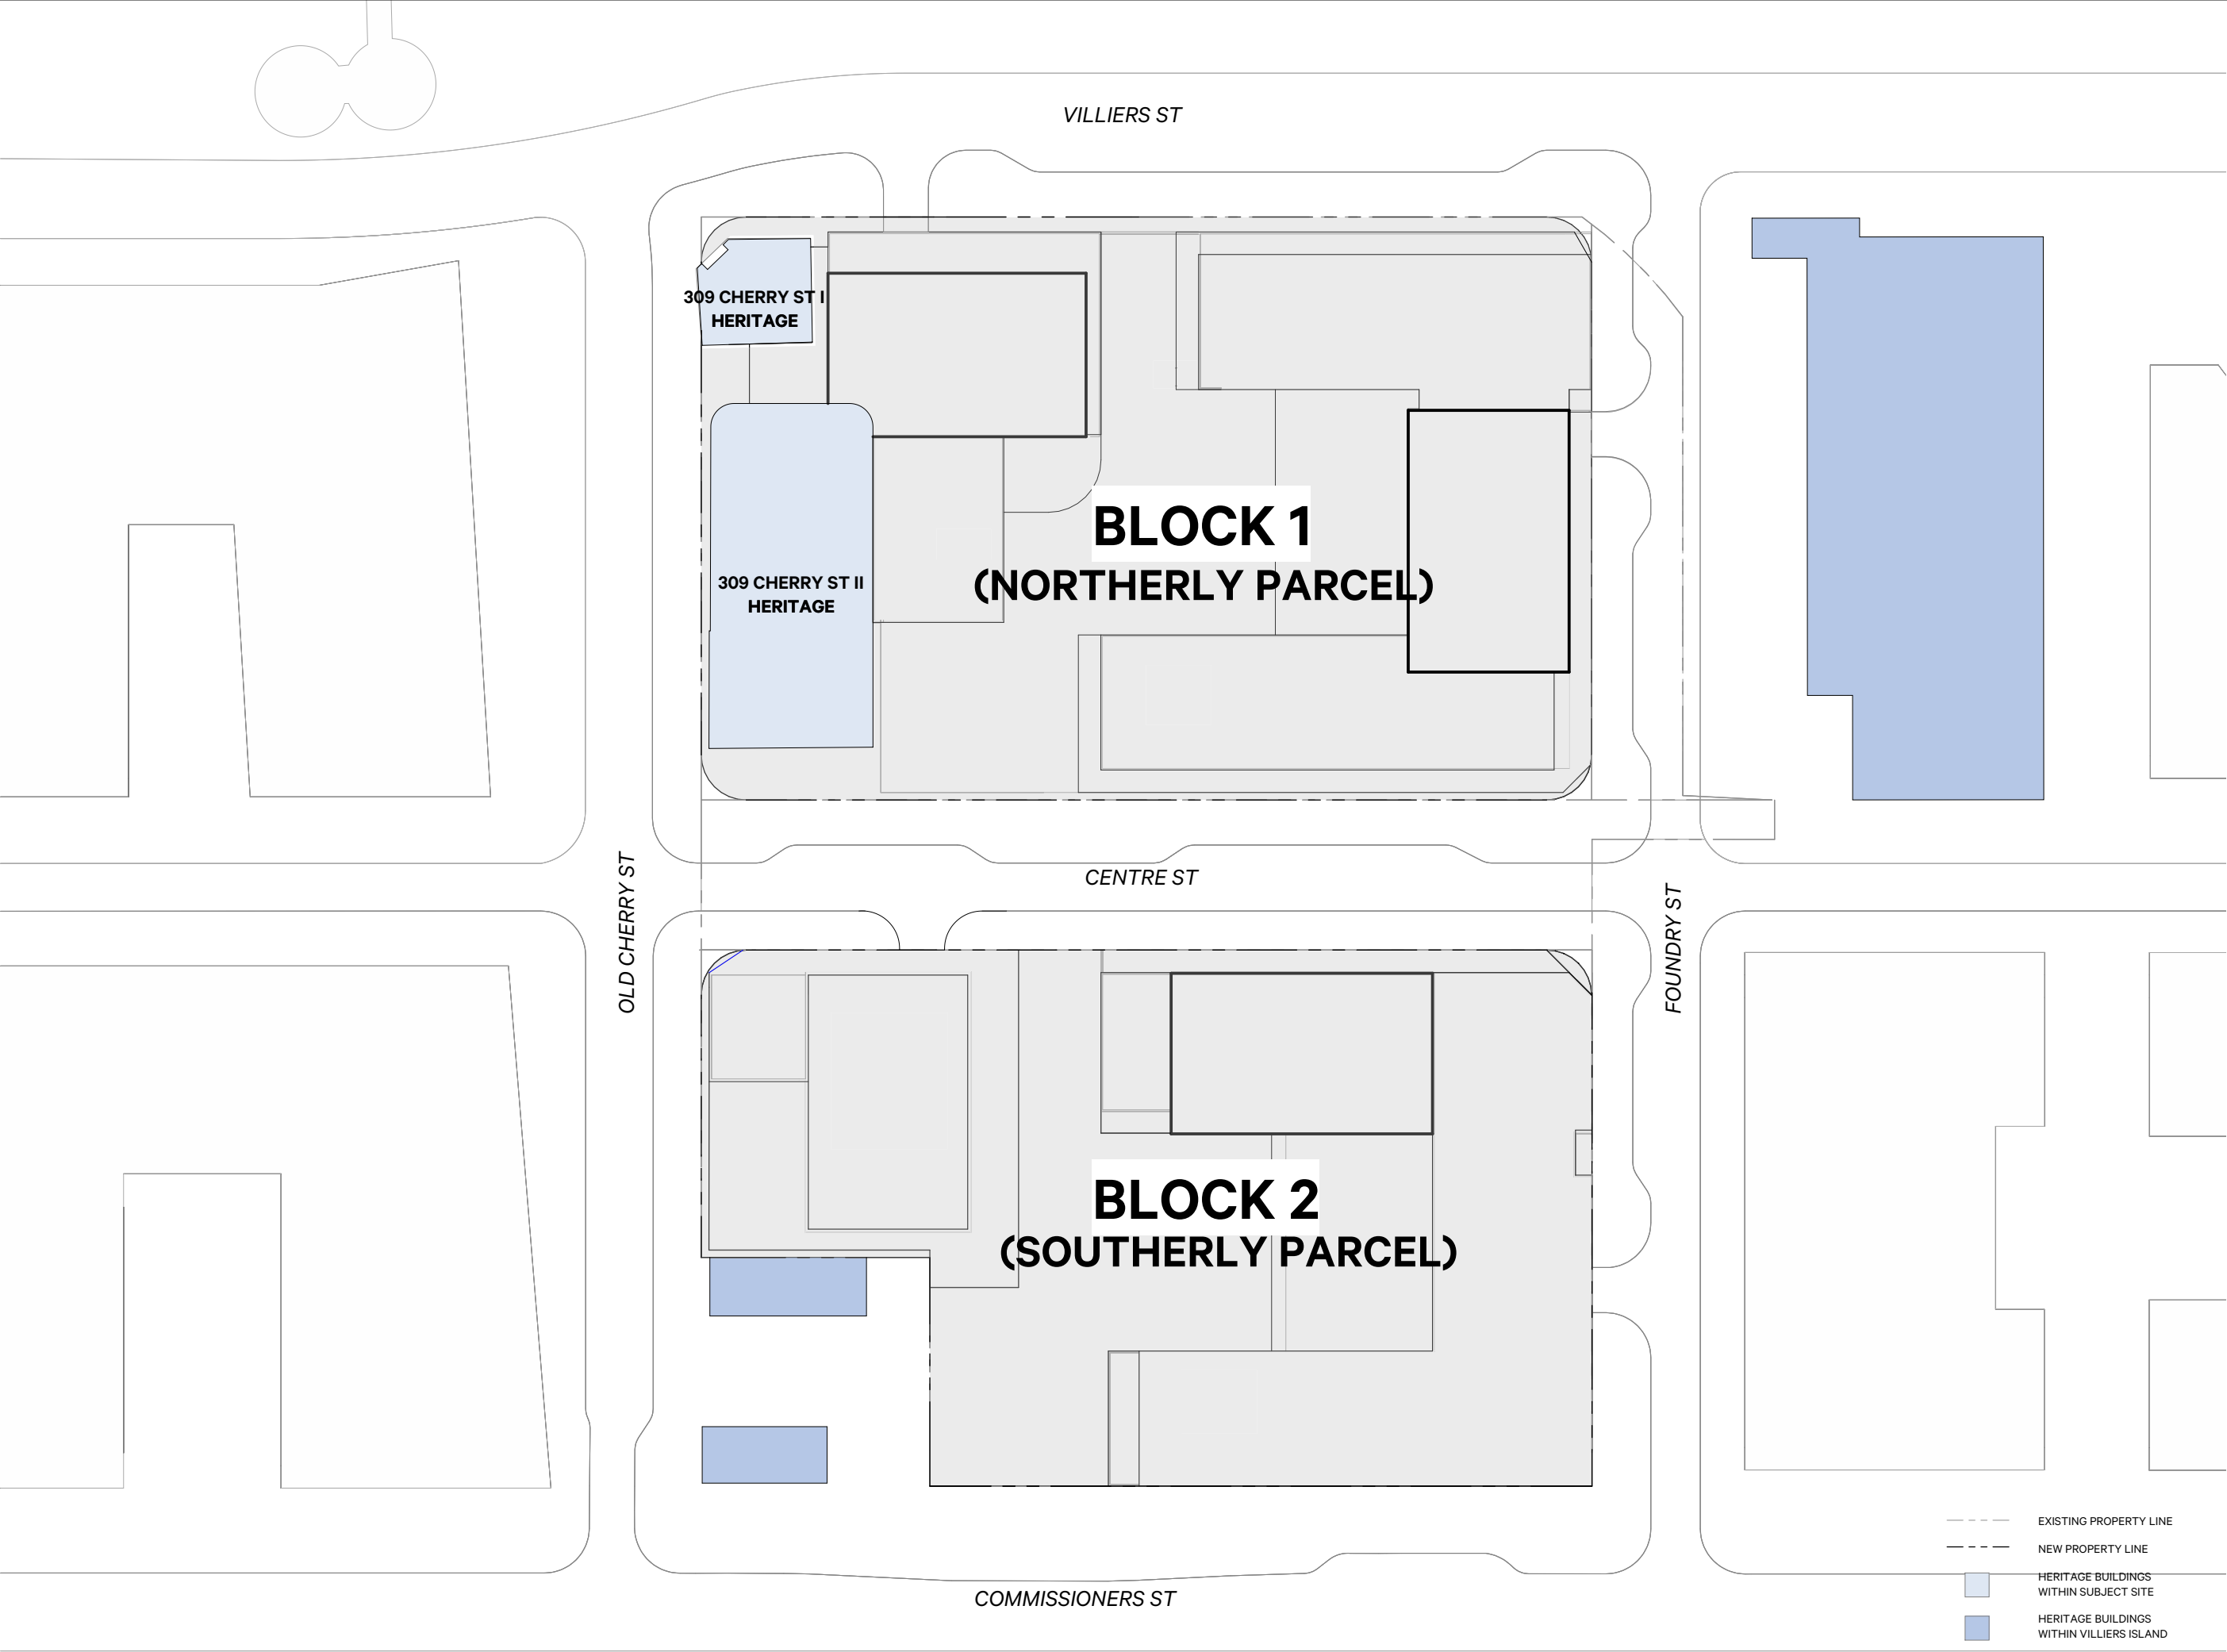 VILLIERS ST
309 CHERRY ST I
HERITAGE
BLOCK 1
(NORTHERLY PARCEL)
309 CHERRY ST II
HERITAGE
OLD CHERRY ST
CENTRE ST
FOUNDRY ST
BLOCK 2
(SOUTHERLY PARCEL)
COMMISSIONERS ST
EXISTING PROPERTY LINE
NEW PROPERTY LINE
HERITAGE BUILDINGS
WITHIN SUBJECT SITE
HERITAGE BUILDINGS
WITHIN VILLIERS ISLAND